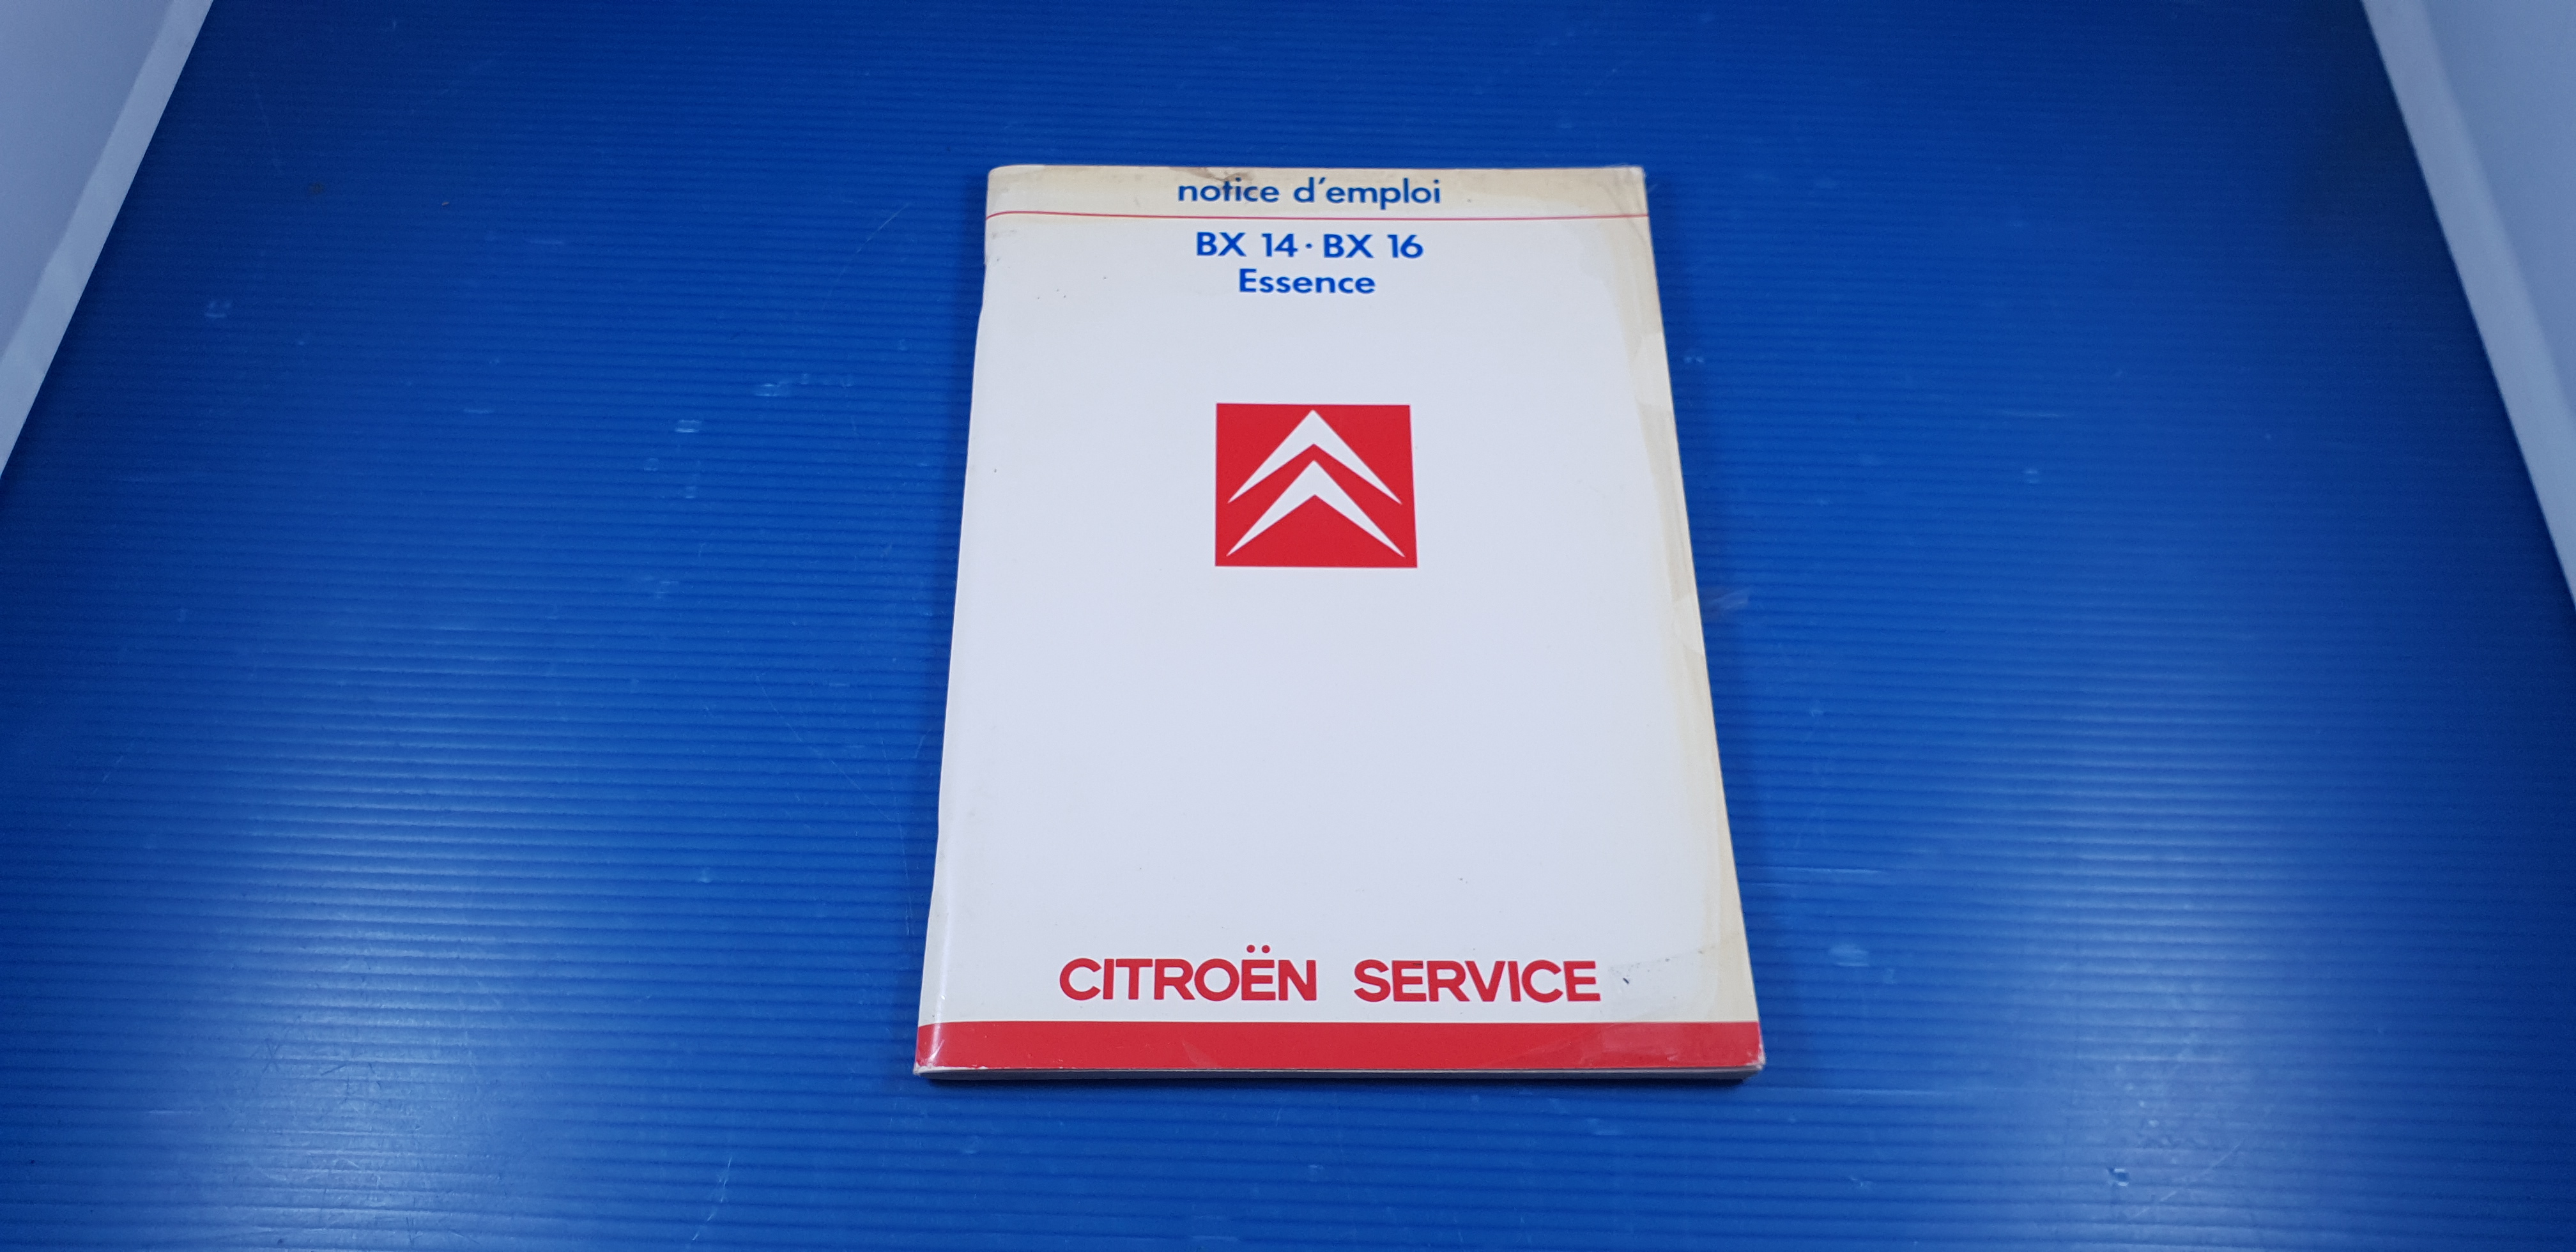 notice d'emploi
BX 14 · BX 16
Essence
CITROËN SERVICE